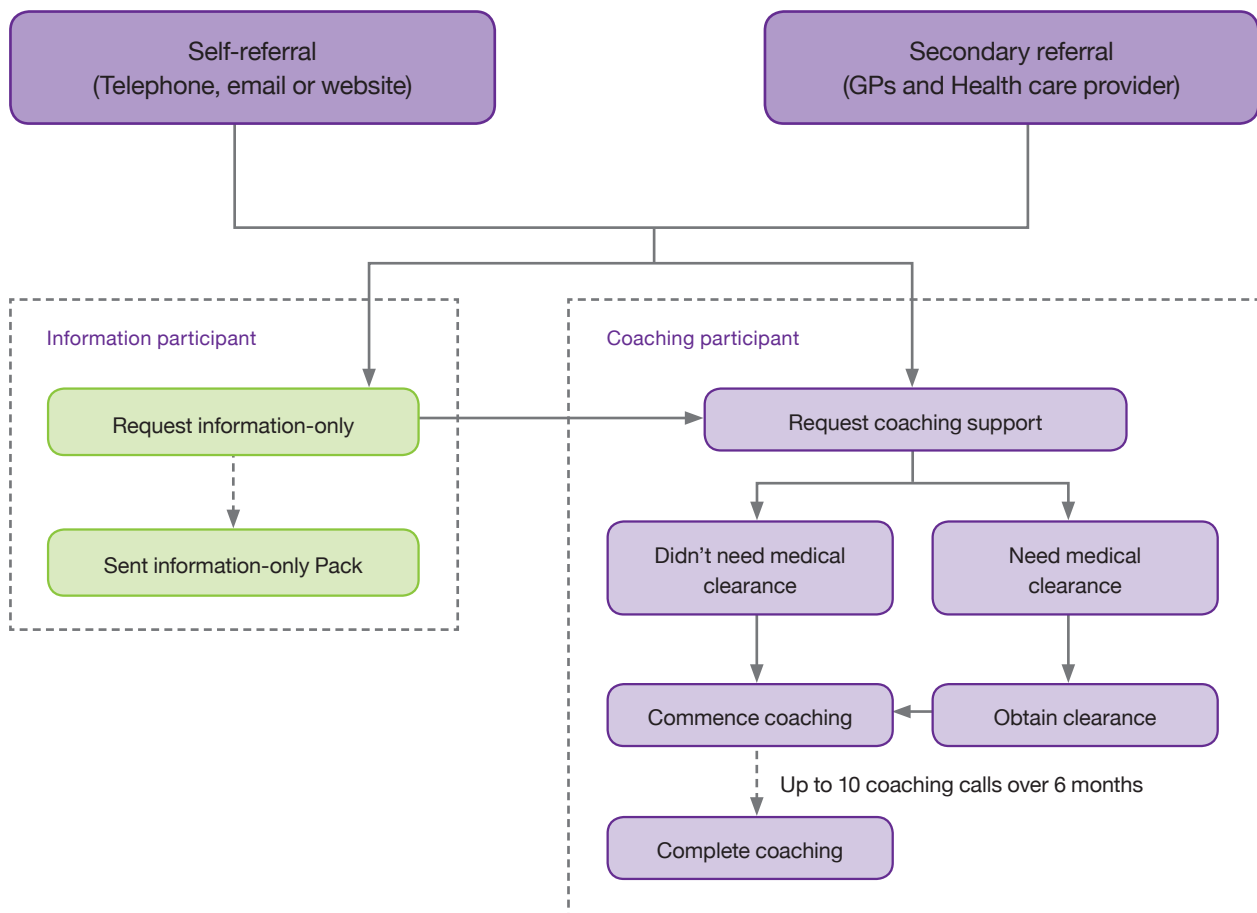 Self-referral
(Telephone, email or website)
Secondary referral
(GPs and Health care provider)
Information participant
Request information-only
Sent information-only Pack
Coaching participant
Request coaching support
Didn’t need medical
clearance
Need medical
clearance
Commence coaching
Obtain clearance
Up to 10 coaching calls over 6 months
Complete coaching